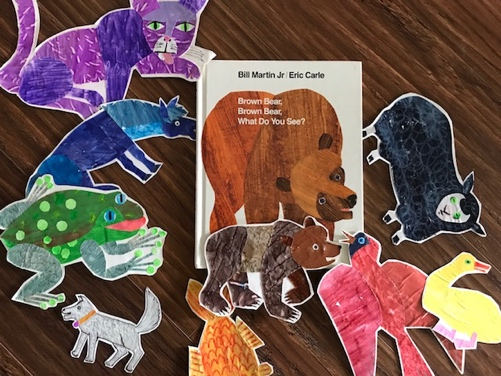 Bill Martin Jr / Eric Carle
Brown Bear,
Brown Bear,
What Do You See?